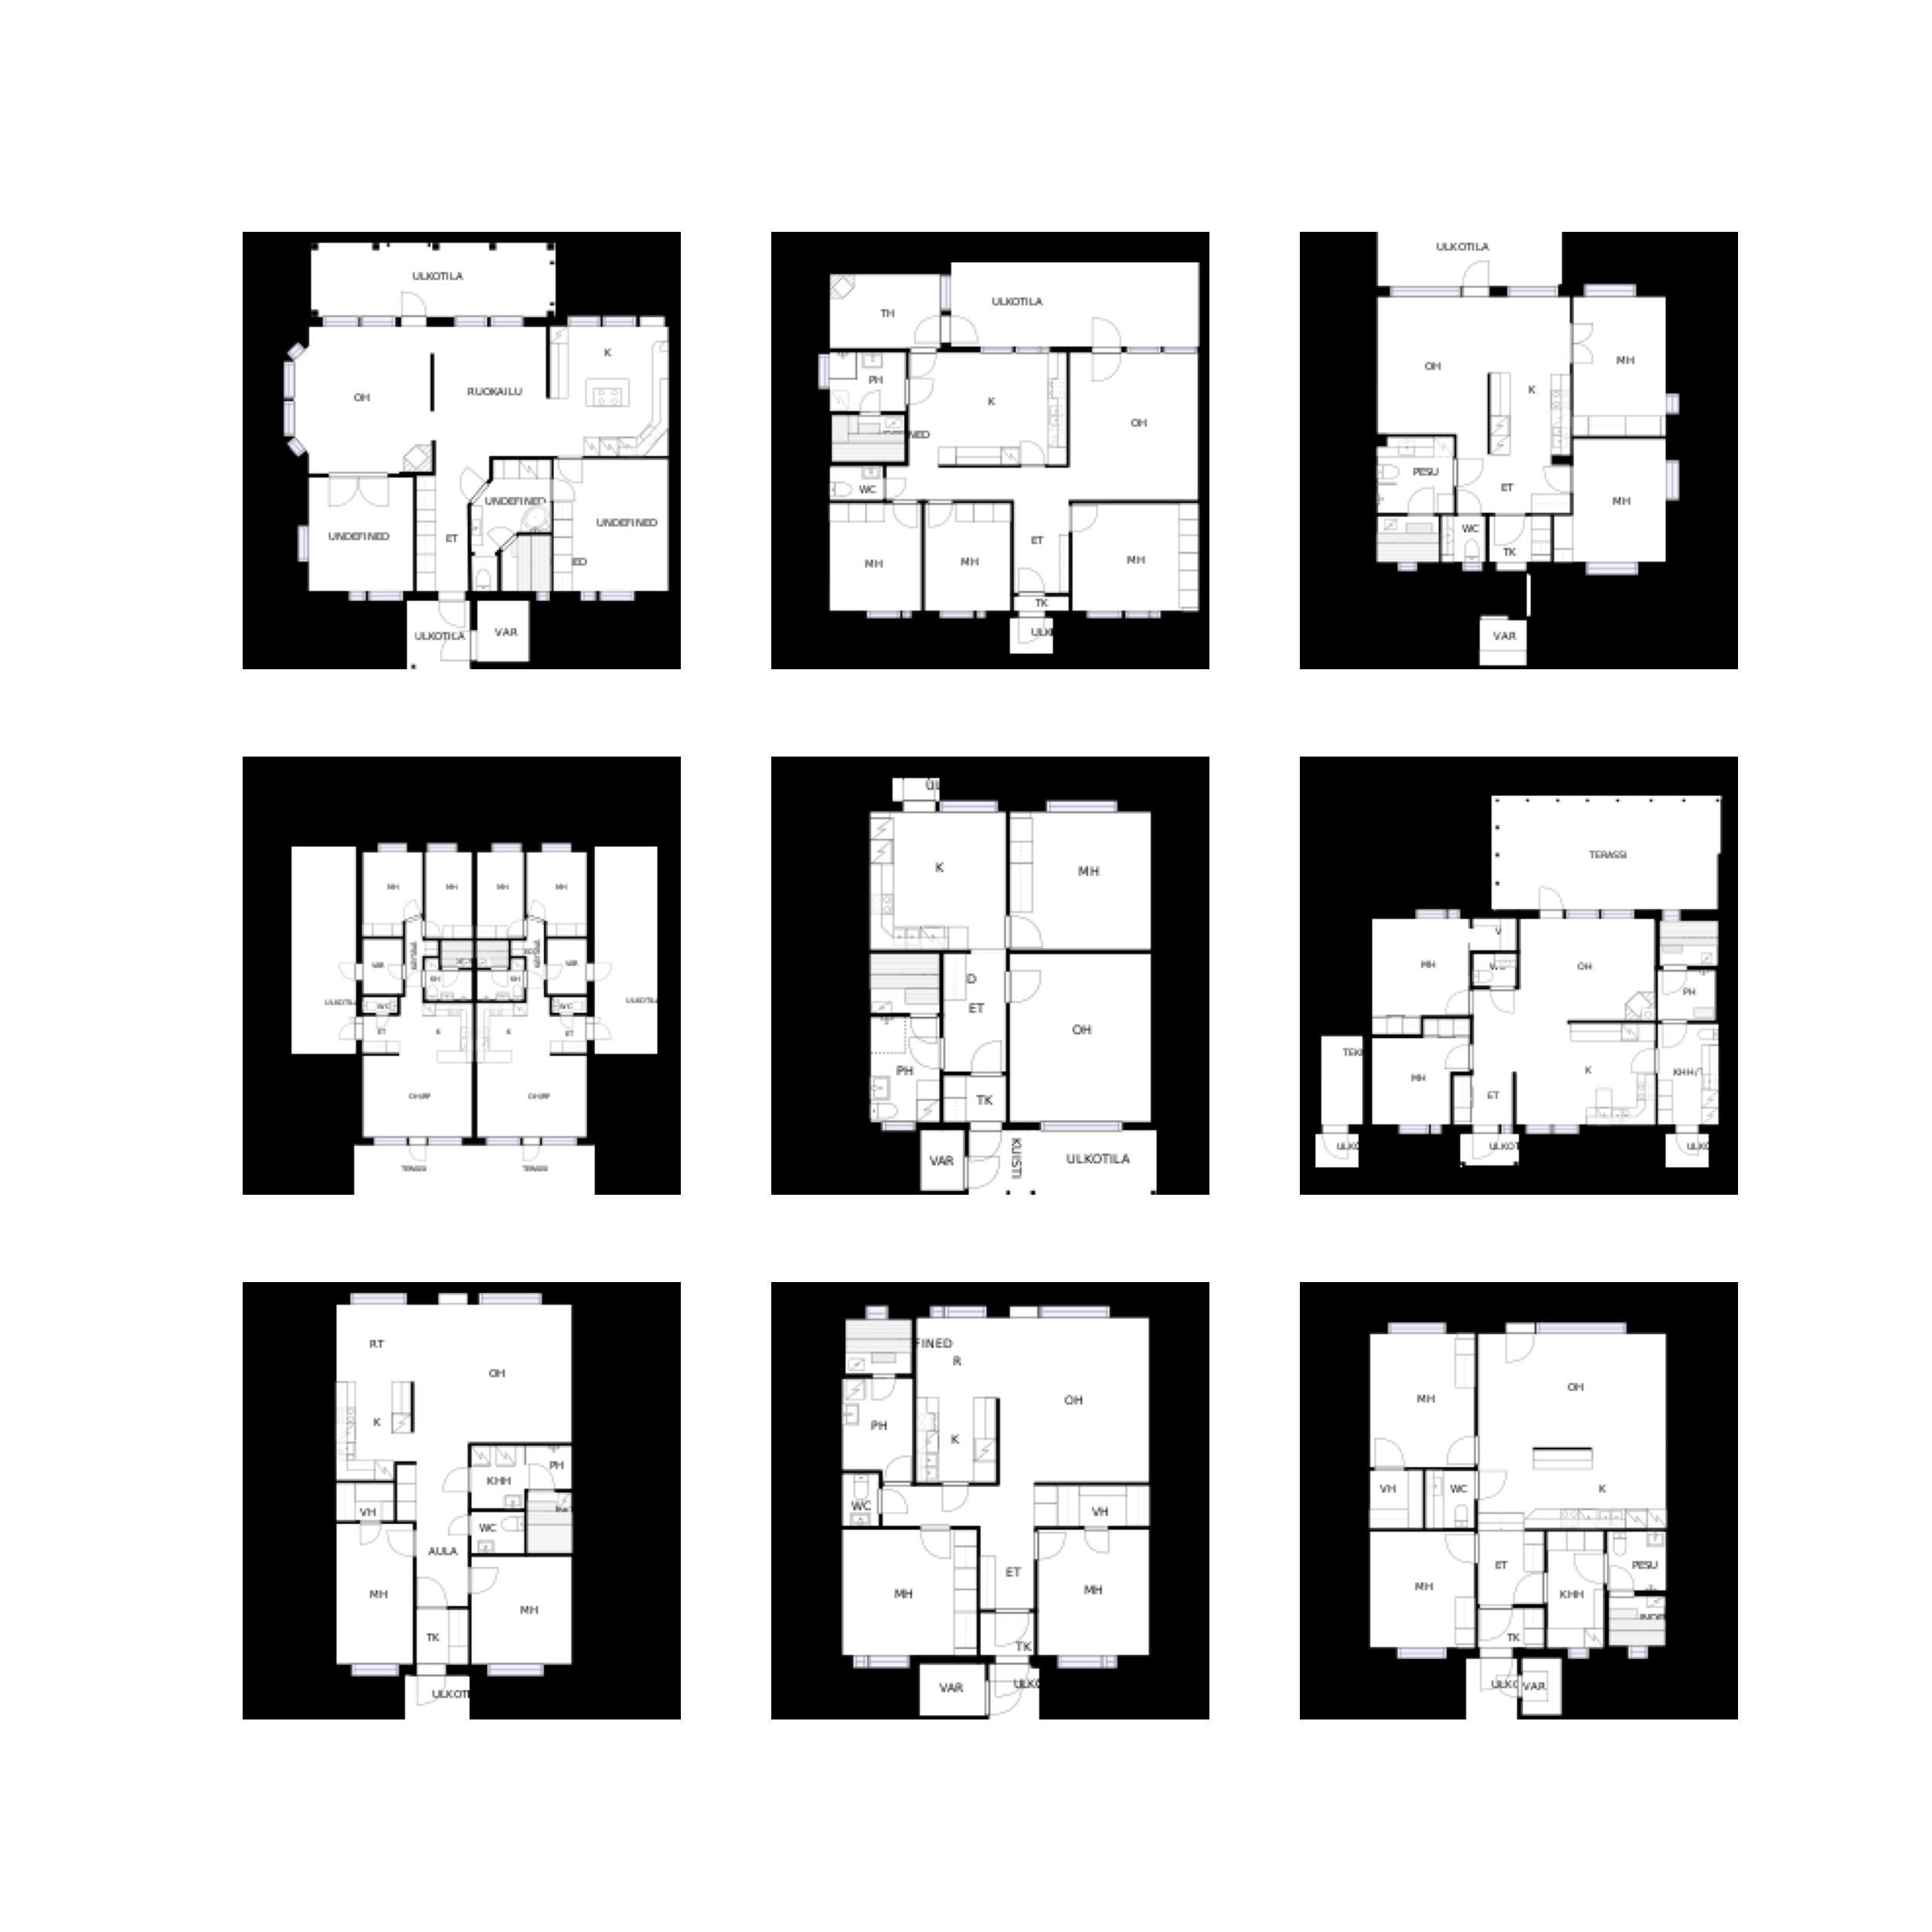 ULKOTILA
OH
RUOKAILU
K
UNDEFINED
UNDEFINED
UNDEFINED
ET
ED
ULKOTILA
VAR
TH
ULKOTILA
PH
K
OH
NED
WC
MH
MH
ET
MH
TK
ULK
ULKOTILA
OH
K
MH
PESU
ET
MH
WC
TK
VAR
MH
MH
MH
MH
VAR
VAR
KH
KH
ULKOTILA
WC
WC
ULKOTILA
ET
K
K
ET
OH/RT
OH/RT
TERASSI
TERASSI
UL
K
MH
D
ET
OH
PH
TK
VAR
KUISTI
ULKOTILA
TERASSI
V
MH
OH
PH
TEK
MH
K
KHH/
ET
ULKO
ULKOT
ULKO
RT
OH
K
KHH
PH
VH
WC
AULA
MH
MH
TK
ULKOTI
FINED
R
OH
PH
K
WC
VH
ET
MH
MH
TK
VAR
ULKO
MH
OH
VH
WC
K
ET
PESU
MH
KHH
TK
ULKO
VAR